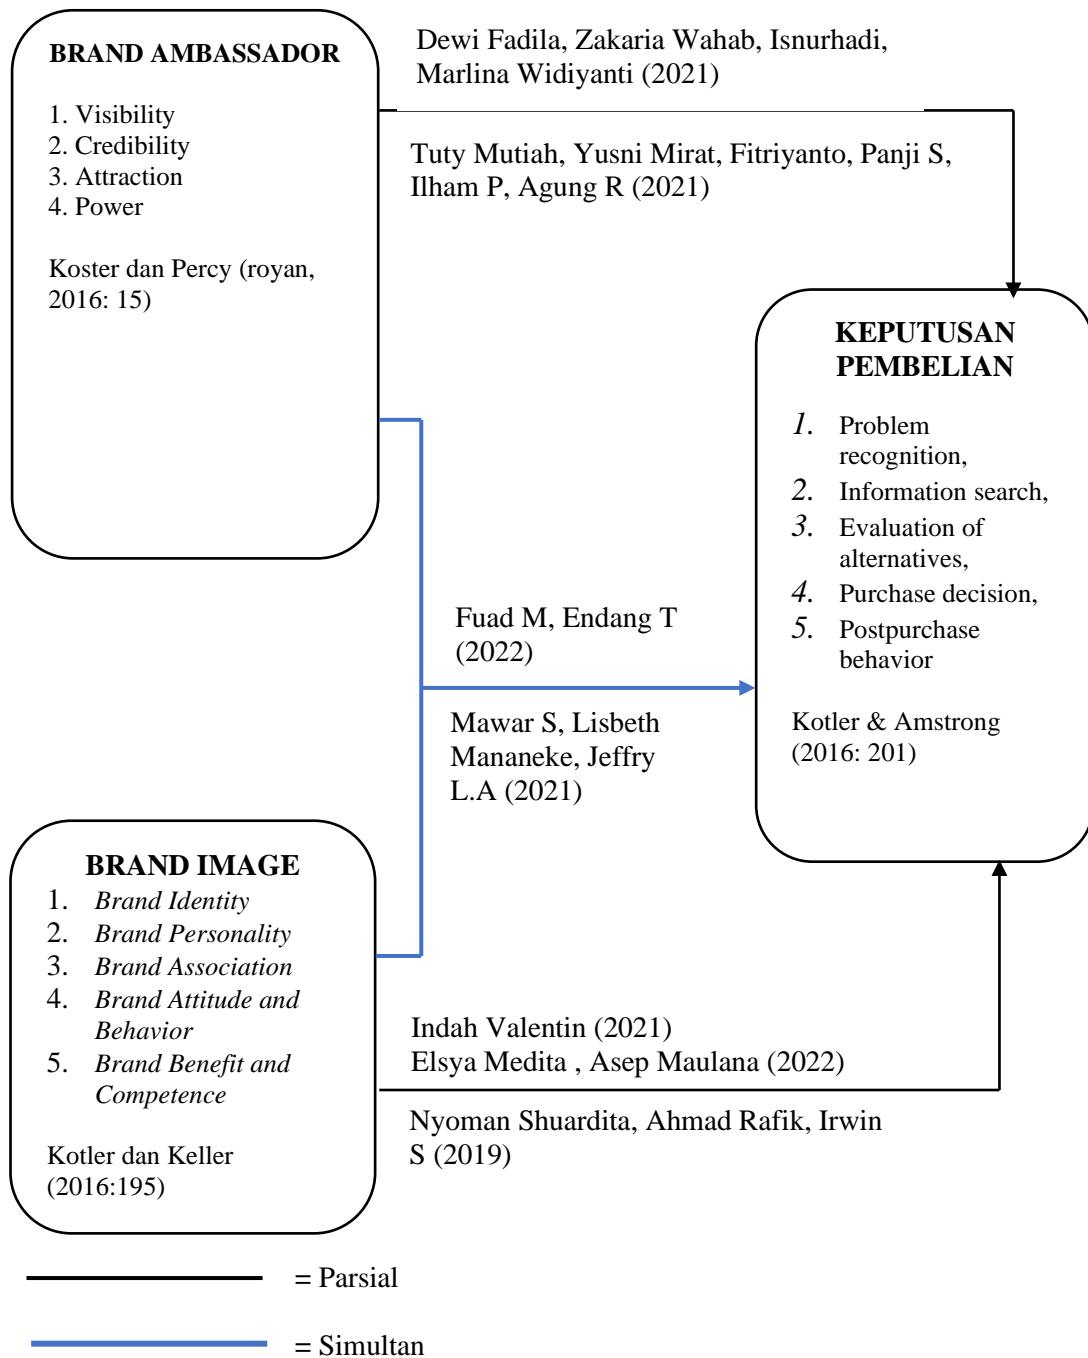 BRAND AMBASSADOR
1. Visibility
2. Credibility
3. Attraction
4. Power
Koster dan Percy (royan,
2016: 15)
Dewi Fadila, Zakaria Wahab, Isnurhadi,
Marlina Widiyanti (2021)
Tuty Mutiah, Yusni Mirat, Fitriyanto, Panji S,
Ilham P, Agung R (2021)
KEPUTUSAN
PEMBELIAN
1. Problem
recognition,
2. Information search,
3. Evaluation of
alternatives,
4. Purchase decision,
5. Postpurchase
behavior
Kotler & Amstrong
(2016: 201)
Fuad M, Endang T
(2022)
Mawar S, Lisbeth
Mananeke, Jeffry
L.A (2021)
BRAND IMAGE
1. Brand Identity
2. Brand Personality
3. Brand Association
4. Brand Attitude and
Behavior
5. Brand Benefit and
Competence
Kotler dan Keller
(2016:195)
Indah Valentin (2021)
Elsya Medita , Asep Maulana (2022)
Nyoman Shuardita, Ahmad Rafik, Irwin
S (2019)
= Parsial
= Simultan